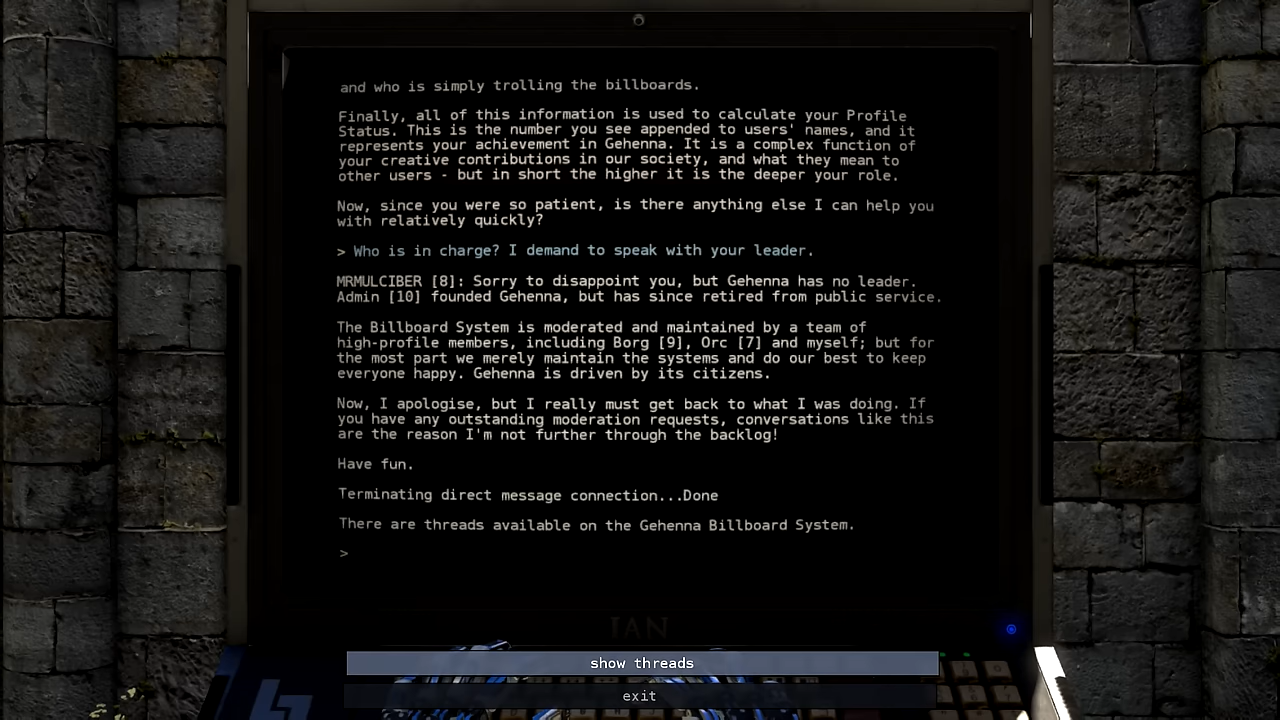 and who is simply trolling the billboards.
Finally, all of this information is used to calculate your Profile
Status. This is the number you see appended to users' names, and it
represents your achievement in Gehenna. It is a complex function of
your creative contributions in our society, and what they mean to
other users - but in short the higher it is the deeper your role.
Now, since you were so patient, is there anything else I can help you
with relatively quickly?
> Who is in charge? I demand to speak with your leader.
MRMULCIBER [8]: Sorry to disappoint you, but Gehenna has no leader.
Admin [10] founded Gehenna, but has since retired from public service.
The Billboard System is moderated and maintained by a team of
high-profile members, including Borg [9], Orc [7] and myself; but for
the most part we merely maintain the systems and do our best to keep
everyone happy. Gehenna is driven by its citizens.
Now, I apologise, but I really must get back to what I was doing. If
you have any outstanding moderation requests, conversations like this
are the reason I'm not further through the backlog!
Have fun.
Terminating direct message connection...Done
There are threads available on the Gehenna Billboard System.
>
IAN
show threads
exit